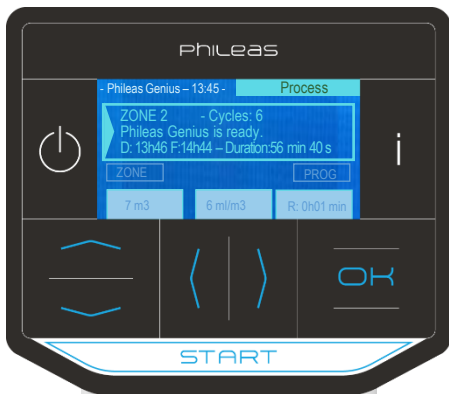 PHILEAS
- Phileas Genius – 13:45 - Process
ZONE 2 - Cycles: 6
Phileas Genius is ready.
D: 13h46 F:14h44 – Duration:56 min 40 s
ZONE PROG
7 m3 6 ml/m3 R: 0h01 min
i
OK
START